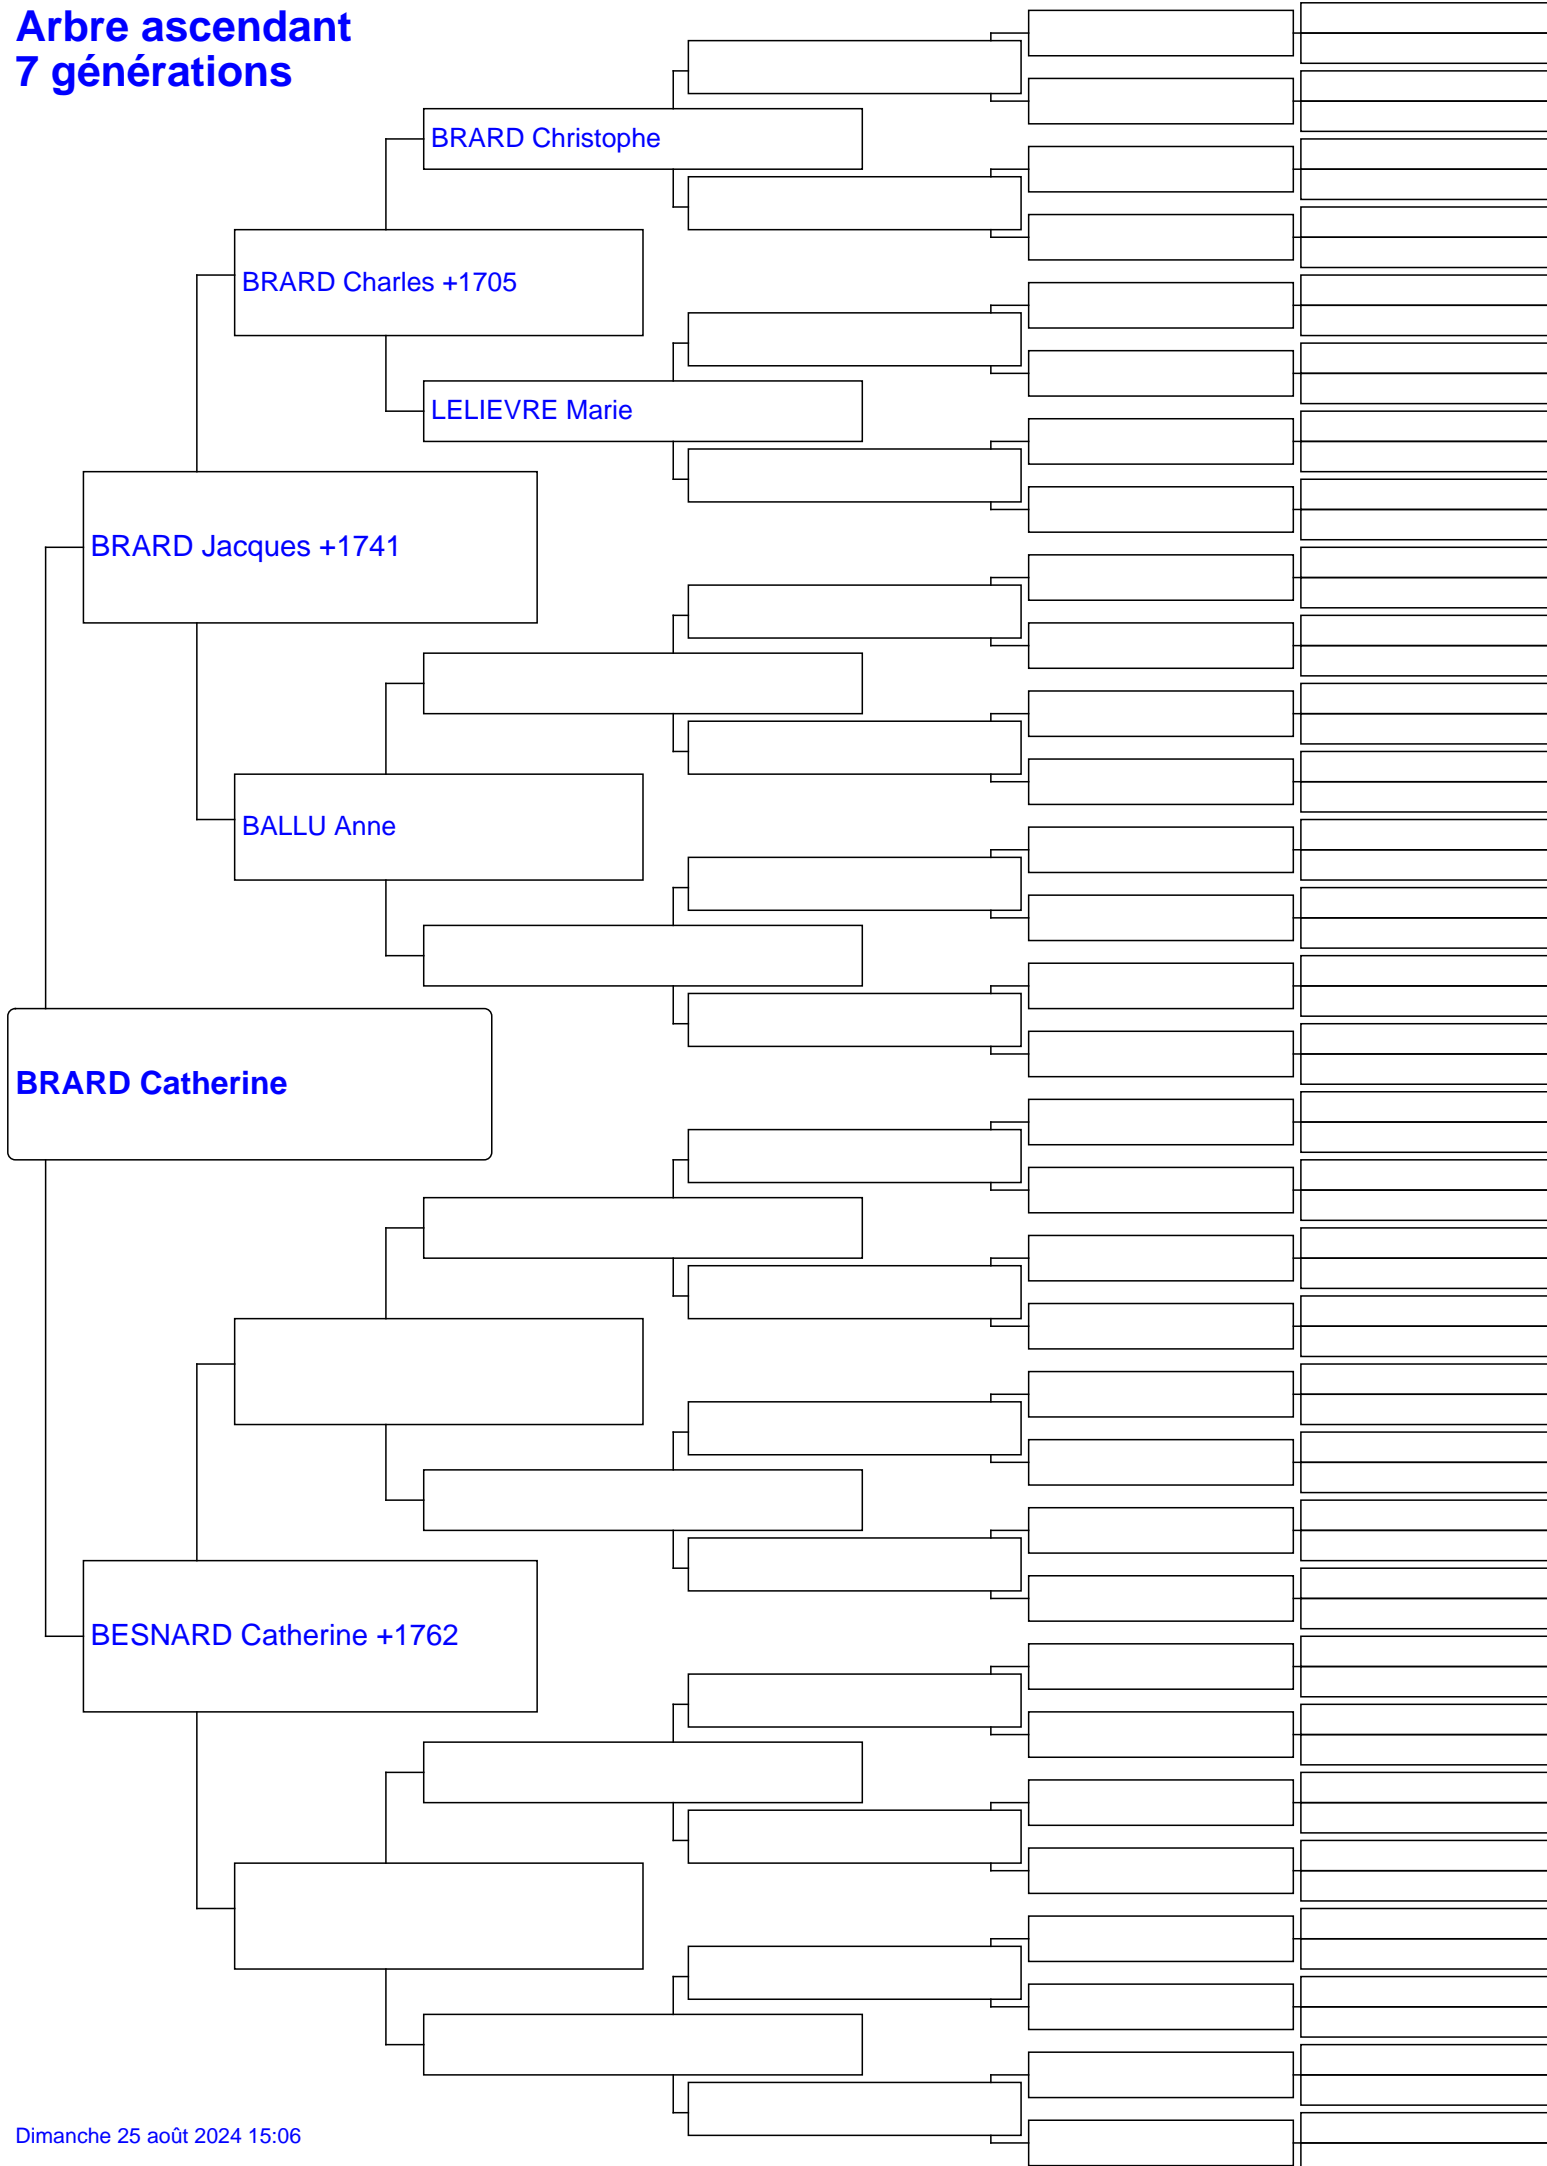 Arbre ascendant
7 générations
BRARD Christophe
BRARD Charles +1705
LELIEVRE Marie
BRARD Jacques +1741
BALLU Anne
BRARD Catherine
BESNARD Catherine +1762
Dimanche 25 août 2024 15:06